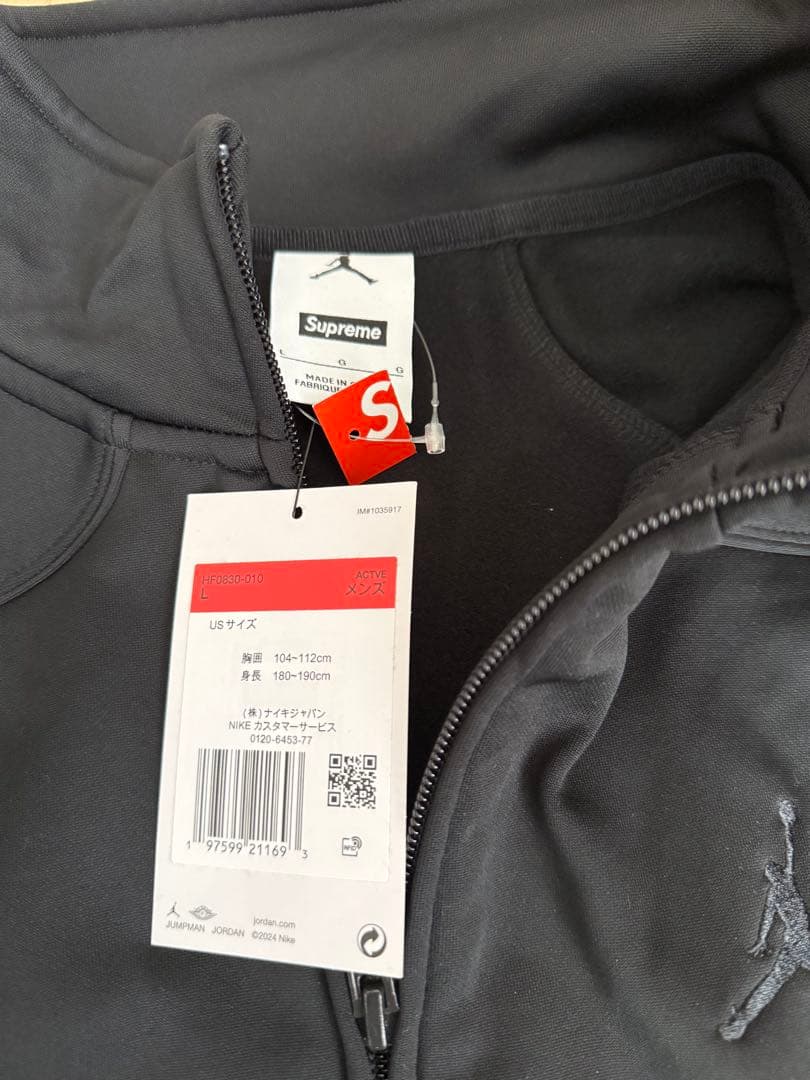 Supreme
L G G
MADE IN
FABRIQUÉ
S
IM#1035917
HF0830-010
L
ACTVE
メンズ
USサイズ
胸囲 104~112cm
身長 180~190cm
(株)ナイキジャパン
NIKE カスタマーサービス
0120-6453-77
1 97599 21169 3
RFID
JUMPMAN JORDAN
jordan.com
©2024 Nike